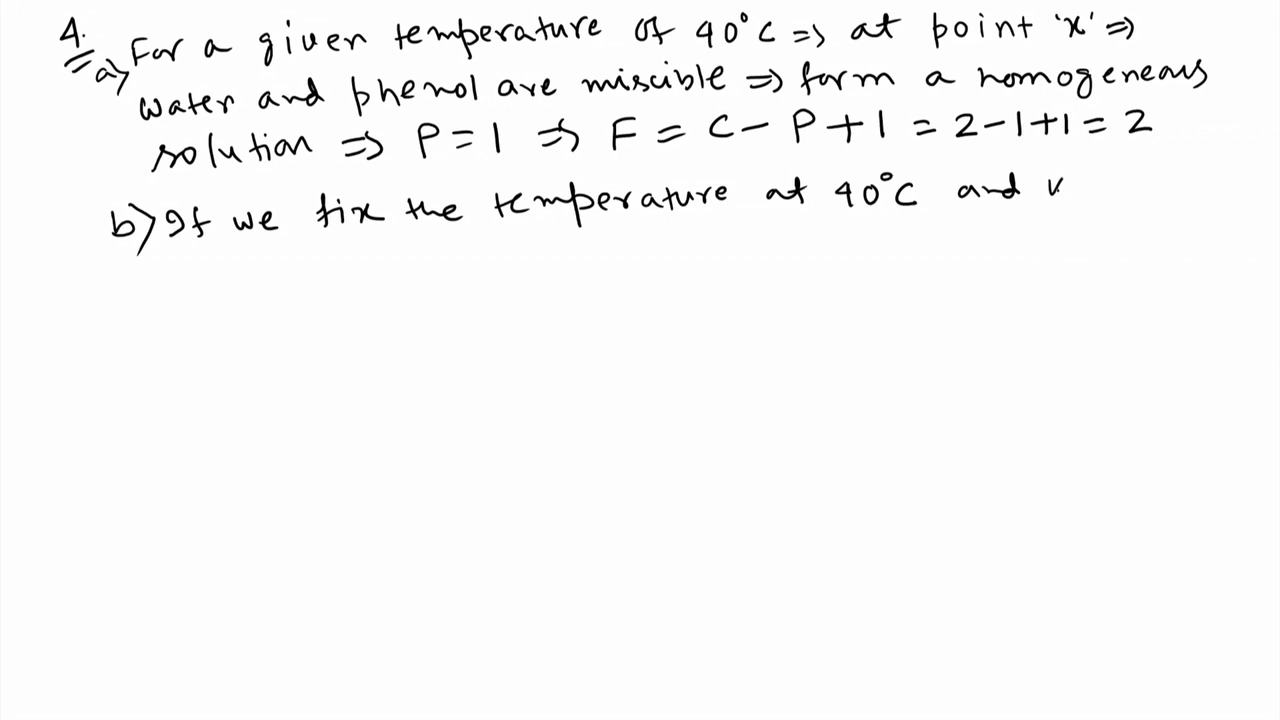 4.
a) For a given temperature of 40°C ⇒ at point 'x' ⇒
water and phenol are miscible ⇒ form a homogeneous
solution ⇒ P = 1 ⇒ F = C - P + 1 = 2 - 1 + 1 = 2
b) If we fix the temperature at 40°C and